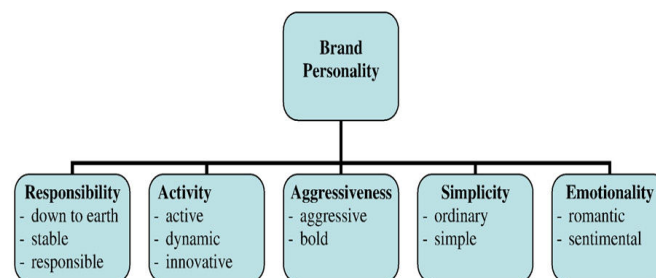 Brand
Personality
Responsibility
- down to earth
- stable
- responsible
Activity
- active
- dynamic
- innovative
Aggressiveness
- aggressive
- bold
Simplicity
- ordinary
- simple
Emotionality
- romantic
- sentimental